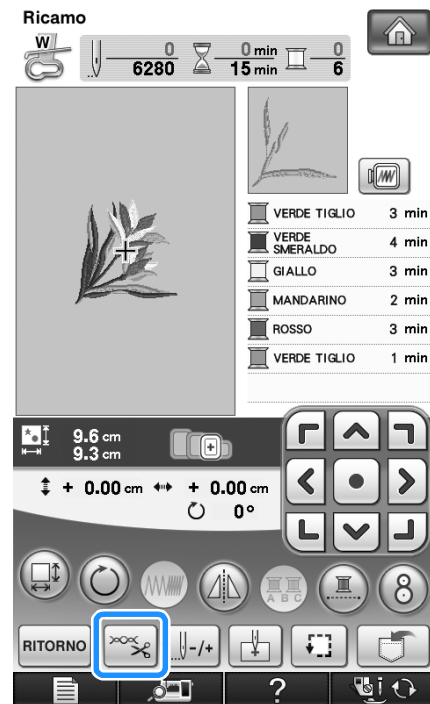 Ricamo
W
0 0 min 0
6280 15 min 6
VERDE TIGLIO 3 min
VERDE SMERALDO 4 min
GIALLO 3 min
MANDARINO 2 min
ROSSO 3 min
VERDE TIGLIO 1 min
9.6 cm
9.3 cm
+ 0.00 cm + 0.00 cm
0°
A B C
8
RITORNO -/+
?